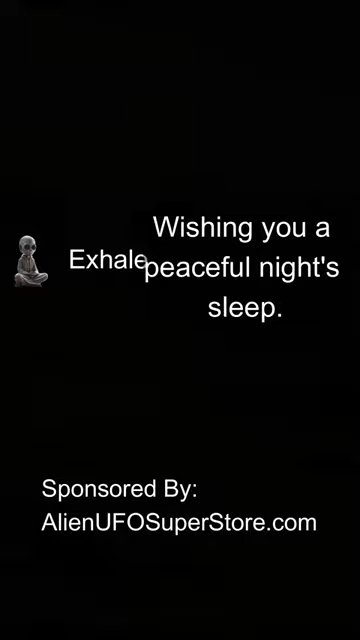 Exhale
Wishing you a
peaceful night's
sleep.
Sponsored By:
AlienUFOSuperStore.com